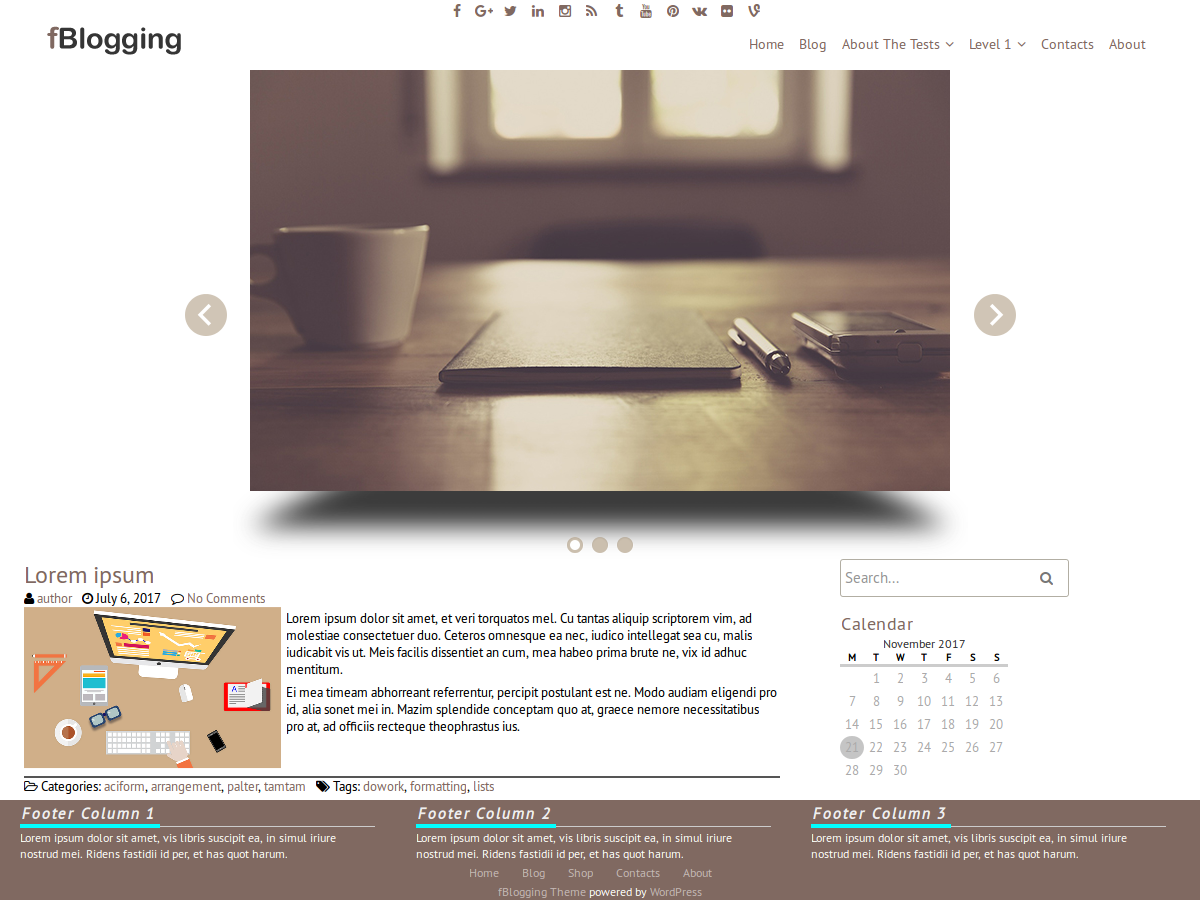 fBlogging
Home Blog About The Tests Level 1 Contacts About
Lorem ipsum
author July 6, 2017 No Comments
Lorem ipsum dolor sit amet, et veri torquatos mel. Cu tantas aliquip scriptorem vim, ad
molestiae consectetuer duo. Ceteros omnesque ea nec, iudico intellegat sea cu, malis
iudicabit vis ut. Meis facilis dissentiet an cum, mea habeo prima brute ne, vix id adhuc
mentitum.
Ei mea timeam abhorreant referrentur, percipit postulant est ne. Modo audiam eligendi pro
id, alia sonet mei in. Mazim splendide conceptam quo at, graece nemore necessitatibus
pro at, ad officiis recteque theophrastus ius.
Categories: aciform, arrangement, palter, tamtam Tags: dowork, formatting, lists
Search...
Calendar
November 2017
M T W T F S S
1 2 3 4 5 6
7 8 9 10 11 12 13
14 15 16 17 18 19 20
21 22 23 24 25 26 27
28 29 30
Footer Column 1
Lorem ipsum dolor sit amet, vis libris suscipit ea, in simul iriure
nostrud mei. Ridens fastidii id per, et has quot harum.
Footer Column 2
Lorem ipsum dolor sit amet, vis libris suscipit ea, in simul iriure
nostrud mei. Ridens fastidii id per, et has quot harum.
Footer Column 3
Lorem ipsum dolor sit amet, vis libris suscipit ea, in simul iriure
nostrud mei. Ridens fastidii id per, et has quot harum.
Home Blog Shop Contacts About
fBlogging Theme powered by WordPress